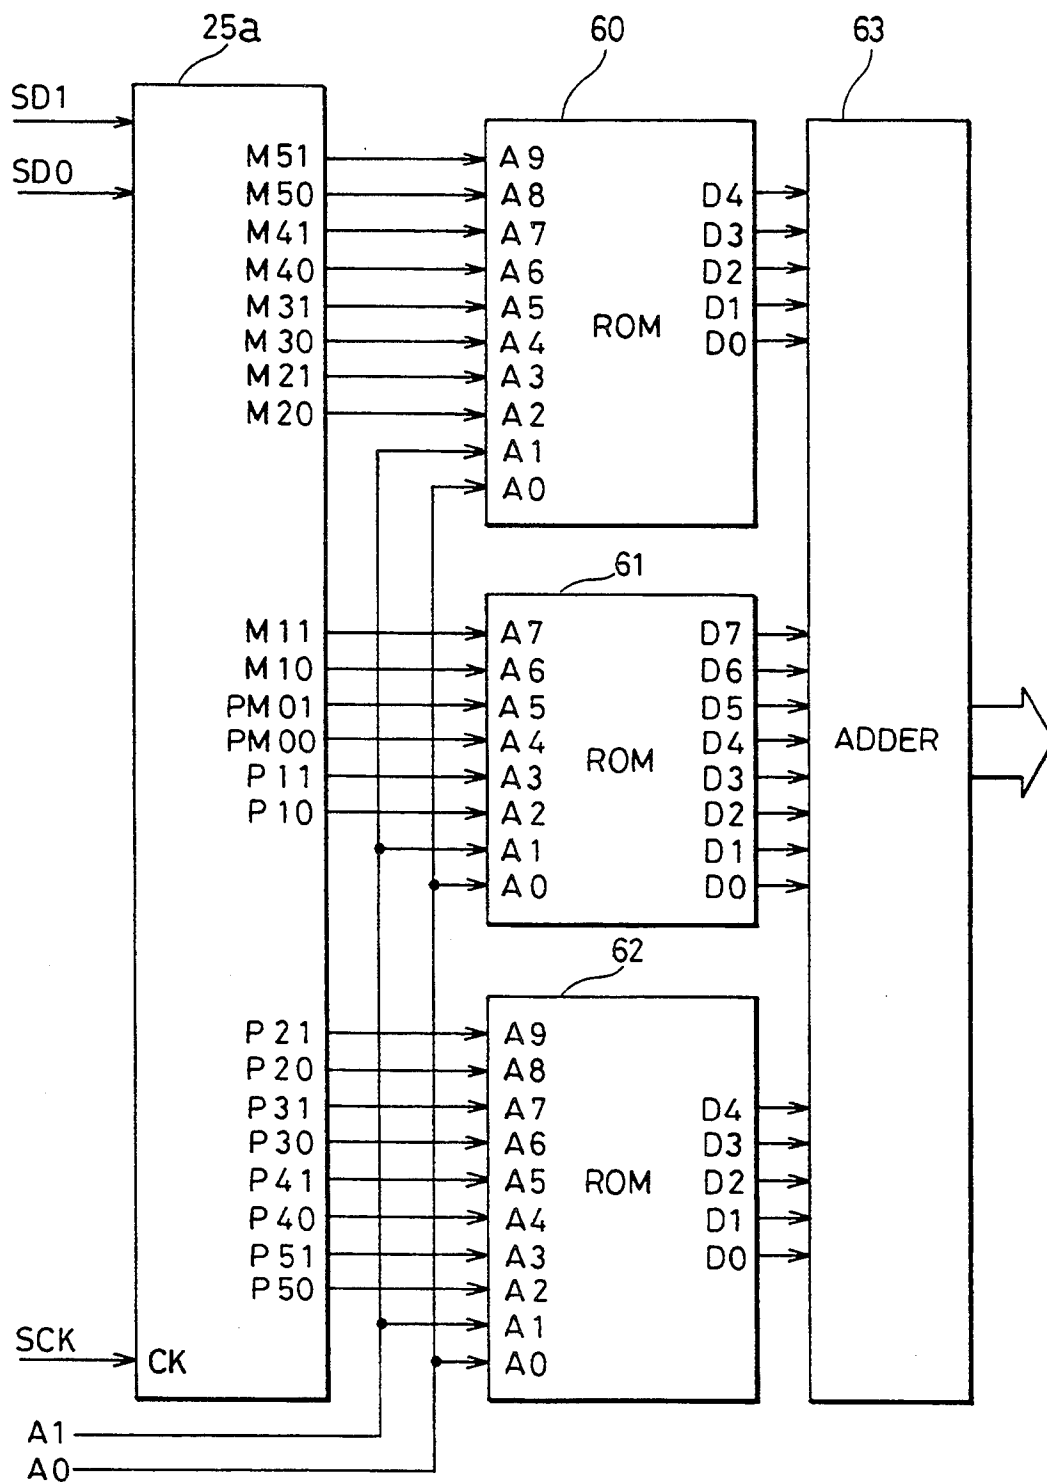 25a
60
63
SD1
SD0
M51
M50
M41
M40
M31
M30
M21
M20
A9
A8
A7
A6
A5
A4
A3
A2
A1
A0
ROM
D4
D3
D2
D1
D0
61
M11
M10
PM01
PM00
P11
P10
A7
A6
A5
A4
A3
A2
A1
A0
ROM
D7
D6
D5
D4
D3
D2
D1
D0
ADDER
62
P21
P20
P31
P30
P41
P40
P51
P50
A9
A8
A7
A6
A5
A4
A3
A2
A1
A0
ROM
D4
D3
D2
D1
D0
SCK
CK
A1
A0